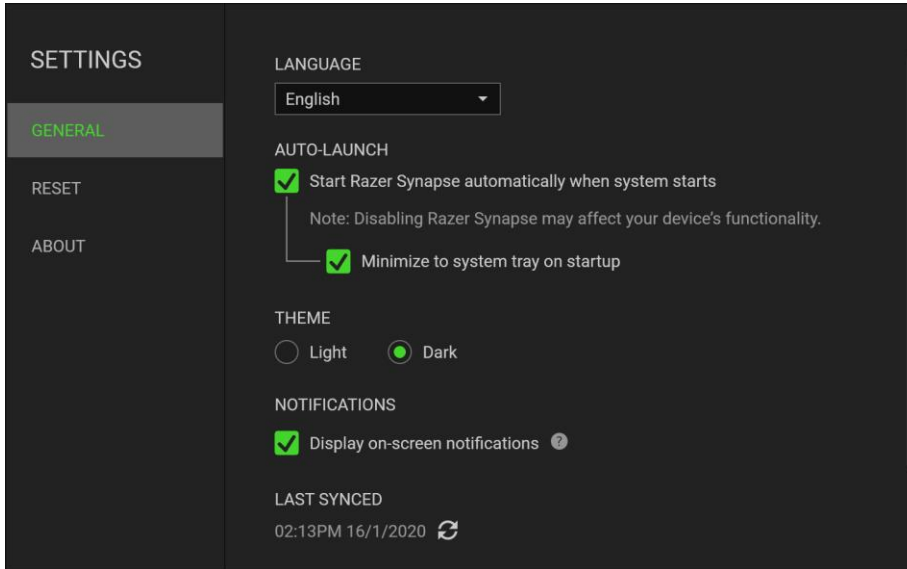 SETTINGS
GENERAL
RESET
ABOUT
LANGUAGE
English
AUTO-LAUNCH
Start Razer Synapse automatically when system starts
Note: Disabling Razer Synapse may affect your device’s functionality.
Minimize to system tray on startup
THEME
Light
Dark
NOTIFICATIONS
Display on-screen notifications ?
LAST SYNCED
02:13PM 16/1/2020